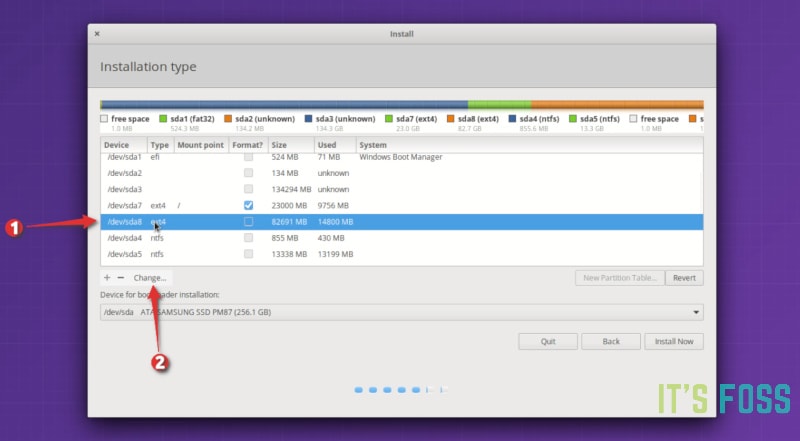 Install
Installation type
free space sda1 (fat32) sda2 (unknown) sda3 (unknown) sda7 (ext4) sda8 (ext4) sda4 (ntfs) sda5 (ntfs) free space s
1.0 MB 524.3 MB 134.2 MB 134.3 GB 23.0 GB 82.7 GB 855.6 MB 13.3 GB 1.0 MB
Device Type Mount point Format? Size Used System
/dev/sda1 efi 524 MB 71 MB Windows Boot Manager
/dev/sda2 134 MB unknown
/dev/sda3 134294 MB unknown
/dev/sda7 ext4 / 23000 MB 9756 MB
1
/dev/sda8 ext4 82691 MB 14800 MB
/dev/sda4 ntfs 855 MB 430 MB
/dev/sda5 ntfs 13338 MB 13199 MB
+ − Change... New Partition Table... Revert
Device for boot loader installation:
/dev/sda ATA SAMSUNG SSD PM87 (256.1 GB)
Quit Back Install Now
2
IT'S FOSS